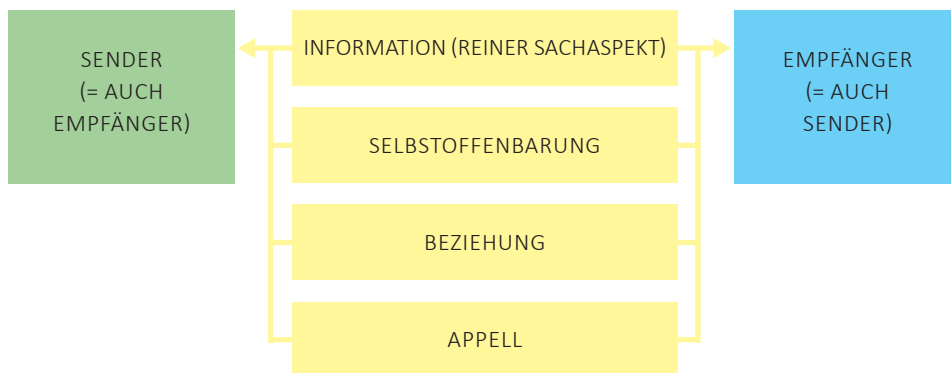 SENDER
(= AUCH
EMPFÄNGER)
INFORMATION (REINER SACHASPEKT)
SELBSTOFFENBARUNG
BEZIEHUNG
APPELL
EMPFÄNGER
(= AUCH
SENDER)